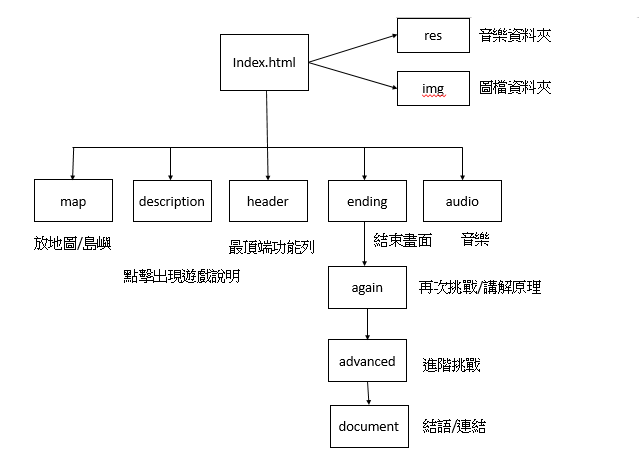 Index.html
res
音樂資料夾
img
圖檔資料夾
map
description
header
ending
audio
放地圖/島嶼
點擊出現遊戲說明
最頂端功能列
結束畫面
音樂
again
再次挑戰/講解原理
advanced
進階挑戰
document
結語/連結